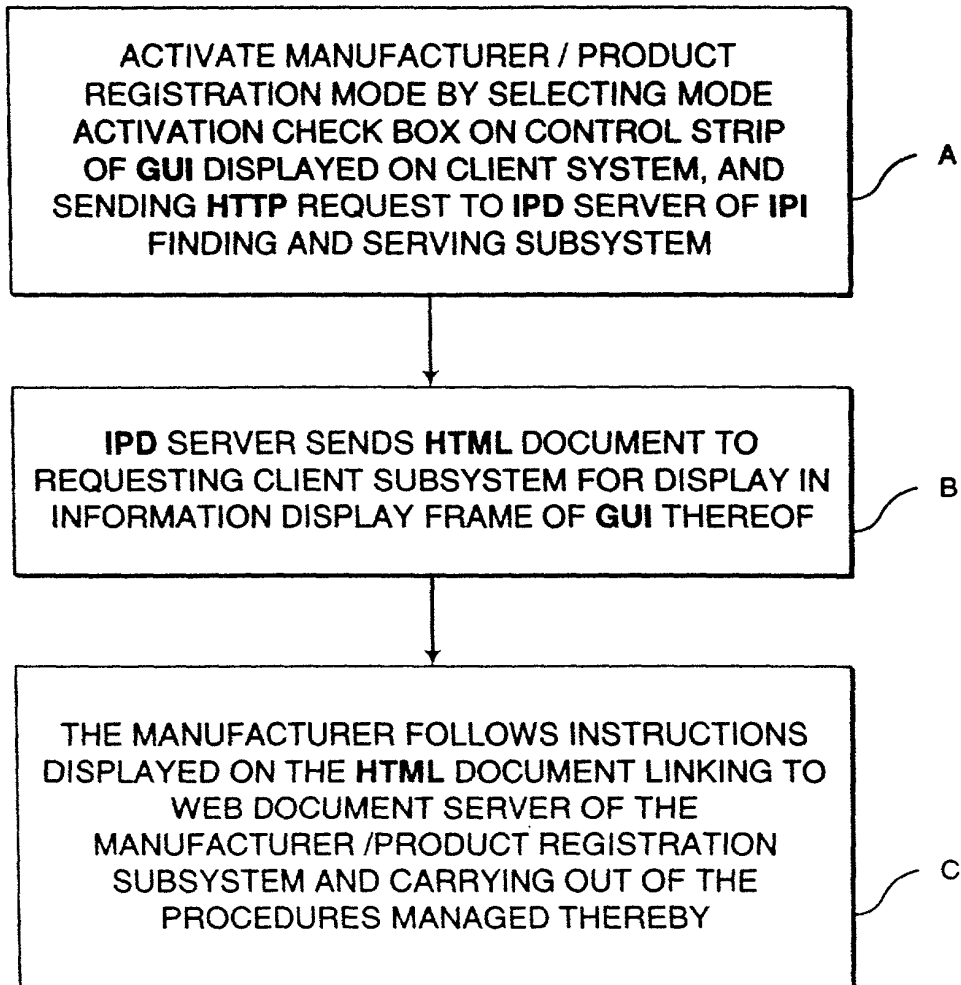 ACTIVATE MANUFACTURER / PRODUCT
REGISTRATION MODE BY SELECTING MODE
ACTIVATION CHECK BOX ON CONTROL STRIP
OF GUI DISPLAYED ON CLIENT SYSTEM, AND
SENDING HTTP REQUEST TO IPD SERVER OF IPI
FINDING AND SERVING SUBSYSTEM
A
IPD SERVER SENDS HTML DOCUMENT TO
REQUESTING CLIENT SUBSYSTEM FOR DISPLAY IN
INFORMATION DISPLAY FRAME OF GUI THEREOF
B
THE MANUFACTURER FOLLOWS INSTRUCTIONS
DISPLAYED ON THE HTML DOCUMENT LINKING TO
WEB DOCUMENT SERVER OF THE
MANUFACTURER /PRODUCT REGISTRATION
SUBSYSTEM AND CARRYING OUT OF THE
PROCEDURES MANAGED THEREBY
C